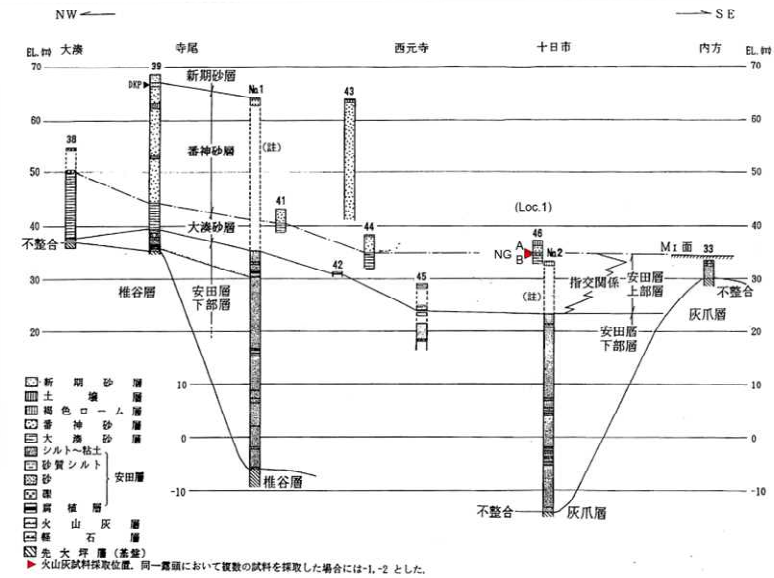 NW
SE
大湊
寺尾
西元寺
十日市
内方
EL.(m)
EL.(m)
70
70
60
60
50
50
40
40
30
30
20
20
10
10
0
0
-10
-10
39
DKP
新期砂層
No.1
43
38
番神砂層
(註)
41
(Loc.1)
大湊砂層
44
46
A
NG
B
No.2
M1面
33
不整合
42
45
指交関係
安田層
上部層
不整合
椎谷層
安田層
下部層
(註)
灰爪層
安田層
下部層
椎谷層
不整合
灰爪層
新期砂層
土壌層
褐色ローム層
番神砂層
大湊砂層
シルト~粘土
砂質シルト
砂
礫
腐植層
安田層
火山灰層
軽石層
先大坪層(基盤)
火山灰試料採取位置. 同一露頭において複数の試料を採取した場合には-1,-2 とした.